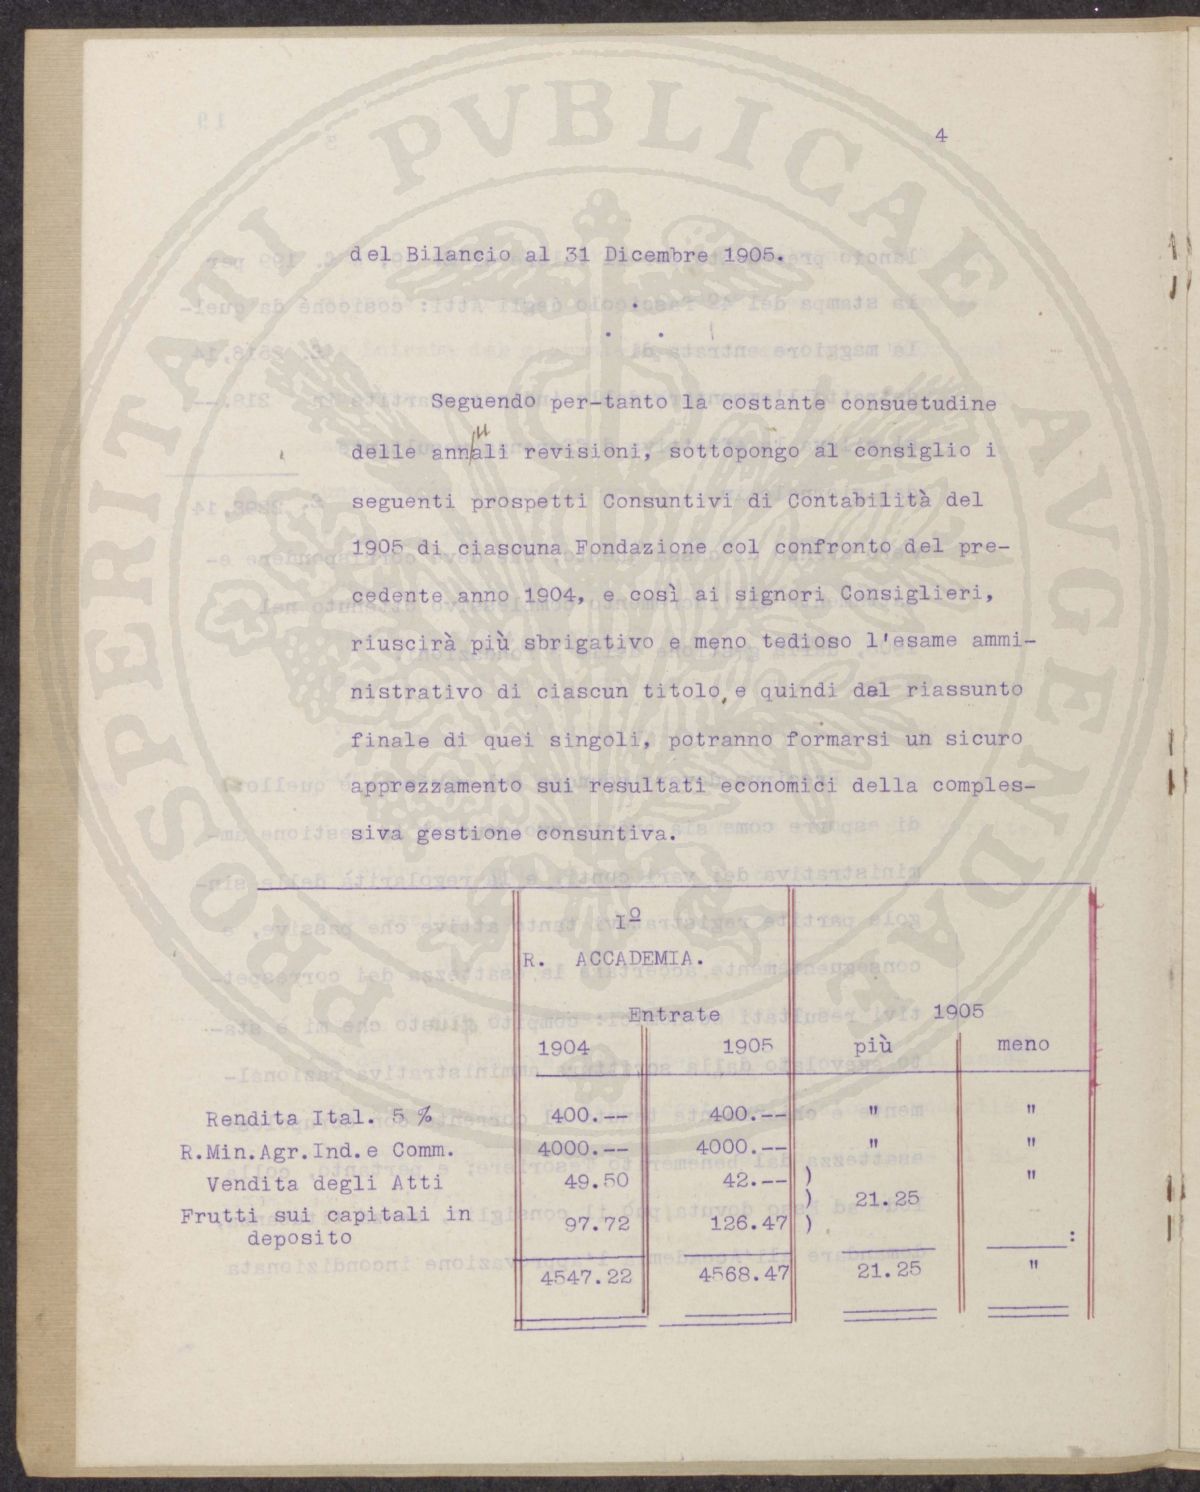 4
del Bilancio al 31 Dicembre 1905.
Seguendo per-tanto la costante consuetudine
delle annuali revisioni, sottopongo al consiglio i
seguenti prospetti Consuntivi di Contabilità del
1905 di ciascuna Fondazione col confronto del pre-
cedente anno 1904, e così ai signori Consiglieri,
riuscirà più sbrigativo e meno tedioso l'esame ammi-
nistrativo di ciascun titolo, e quindi dal riassunto
finale di quei singoli, potranno formarsi un sicuro
apprezzamento sui resultati economici della comples-
siva gestione consuntiva.
Iº
R. ACCADEMIA.
Entrate 1905
1904 1905 più meno
Rendita Ital. 5 % 400.-- 400.-- " "
R.Min.Agr.Ind.e Comm. 4000.-- 4000.-- " "
Vendita degli Atti 49.50 42.-- ) "
) 21.25
Frutti sui capitali in 97.72 126.47 )
deposito :
4547.22 4568.47 21.25 "
PROSPERITATI PVBLICAE AVGENDAE